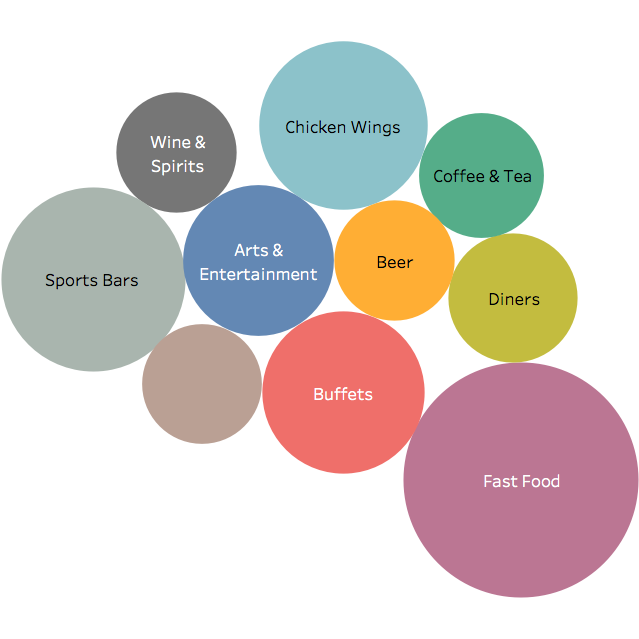 Chicken Wings
Wine &
Spirits
Coffee & Tea
Arts &
Entertainment
Beer
Sports Bars
Diners
Buffets
Fast Food